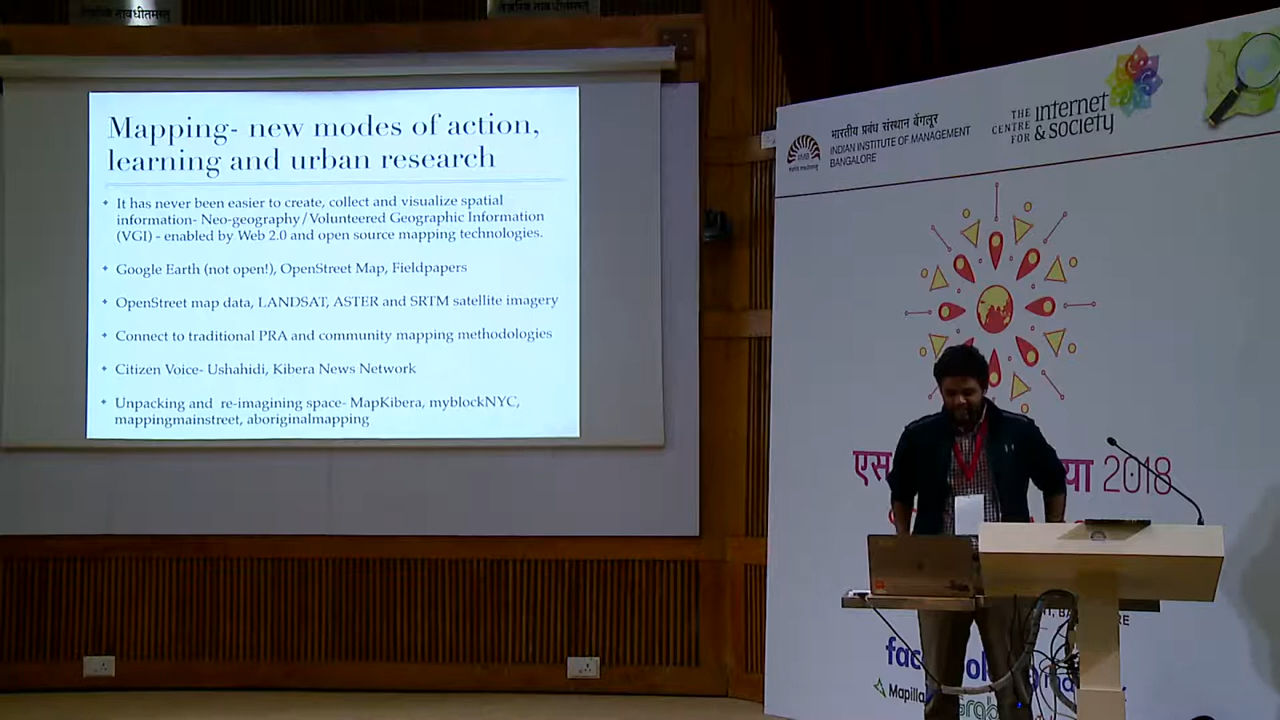 Mapping- new modes of action,
learning and urban research
It has never been easier to create, collect and visualize spatial
information- Neo-geography/Volunteered Geographic Information
(VGI) - enabled by Web 2.0 and open source mapping technologies.
Google Earth (not open!), OpenStreet Map, Fieldpapers
OpenStreet map data, LANDSAT, ASTER and SRTM satellite imagery
Connect to traditional PRA and community mapping methodologies
Citizen Voice- Ushahidi, Kibera News Network
Unpacking and re-imagining space- MapKibera, myblockNYC,
mappingmainstreet, aboriginalmapping
भारतीय प्रबंध संस्थान बेंगलूर
INDIAN INSTITUTE OF MANAGEMENT
BANGALORE
THE CENTRE FOR internet & society
एस या 2018